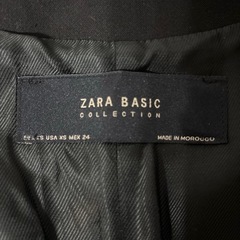 ZARA BASIC
COLLECTION
USA XS MEX 24
MADE IN MOROCCO